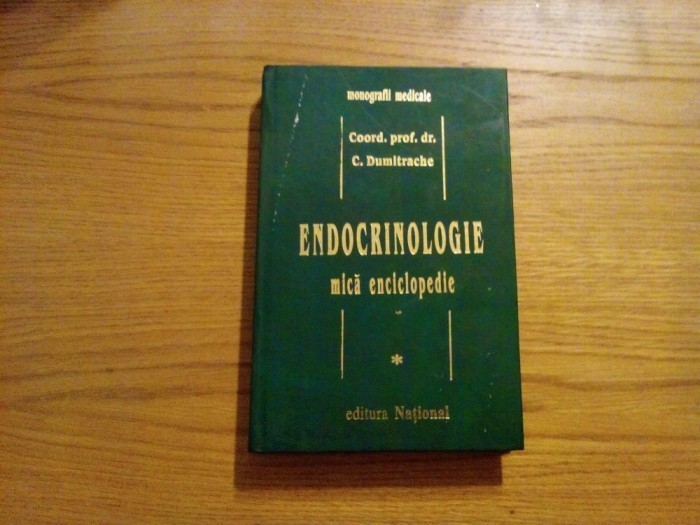 monografii medicale
Coord. prof. dr.
C. Dumitrache
ENDOCRINOLOGIE
mică enciclopedie
*
editura Național